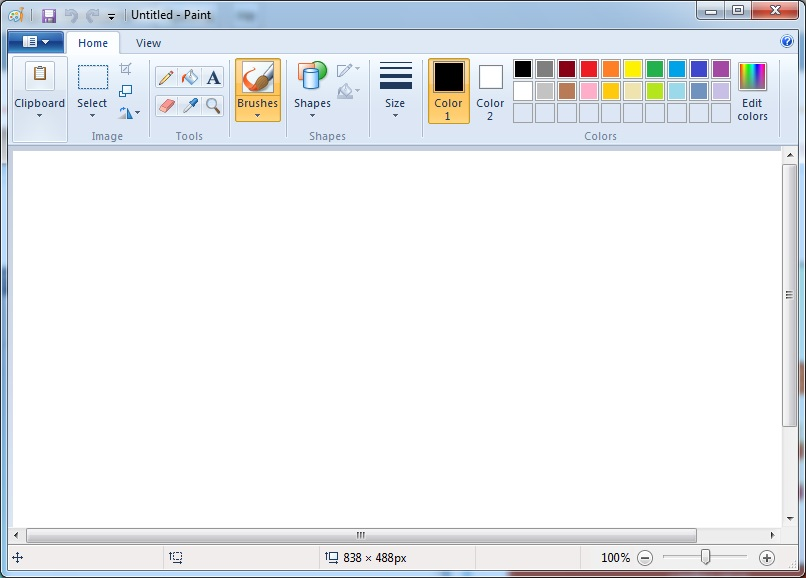 Untitled - Paint
Home View
Clipboard
Select
Image
A
Tools
Brushes
Shapes
Shapes
Size
Color 1
Color 2
Edit colors
Colors
838 × 488px
100%